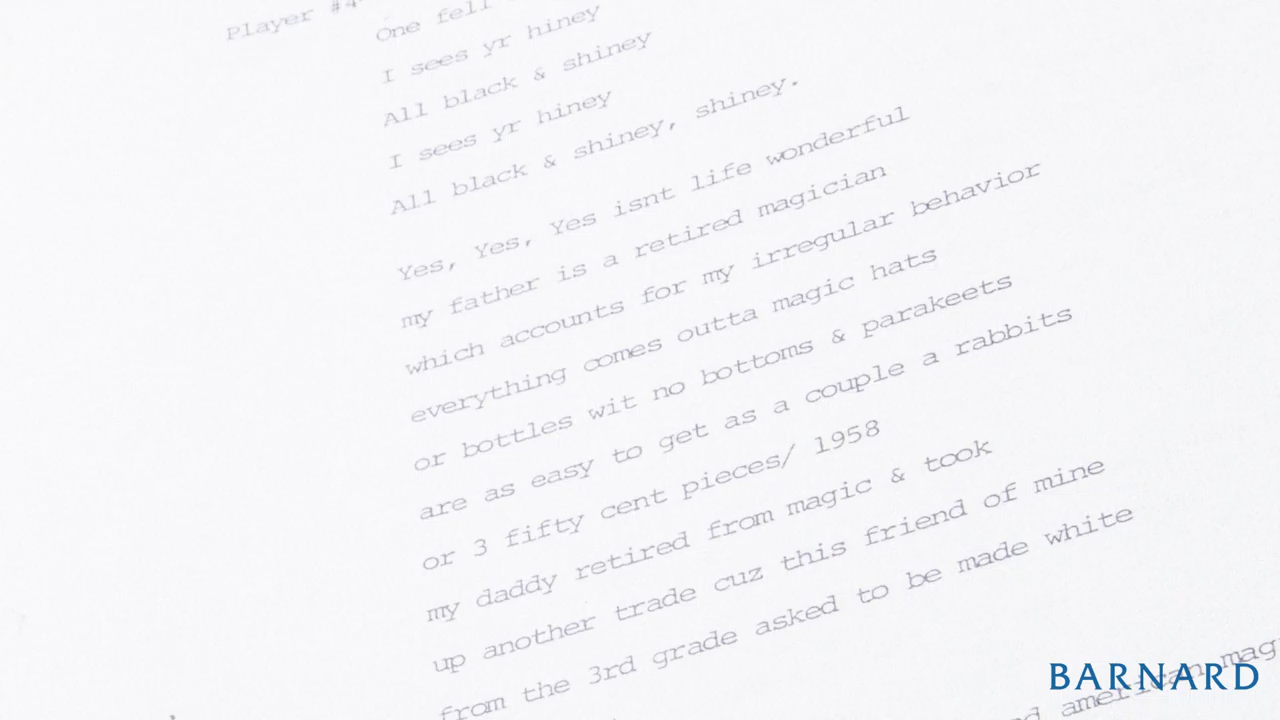 Player #4
One fell
I sees yr hiney
All black & shiney
I sees yr hiney
All black & shiney, shiney.
Yes, Yes, Yes isnt life wonderful
my father is a retired magician
which accounts for my irregular behavior
everything comes outta magic hats
or bottles wit no bottoms & parakeets
are as easy to get as a couple a rabbits
or 3 fifty cent pieces/ 1958
my daddy retired from magic & took
up another trade cuz this friend of mine
from the 3rd grade asked to be made white
american mag
BARNARD